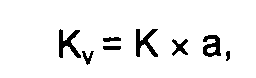 Kᵥ = K × a,